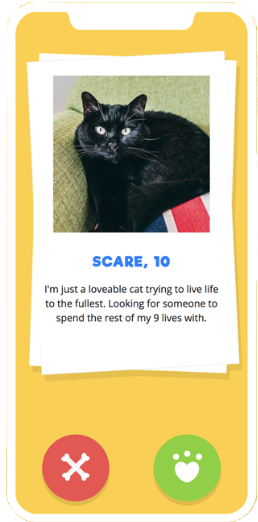 SCARE, 10
I'm just a loveable cat trying to live life
to the fullest. Looking for someone to
spend the rest of my 9 lives with.